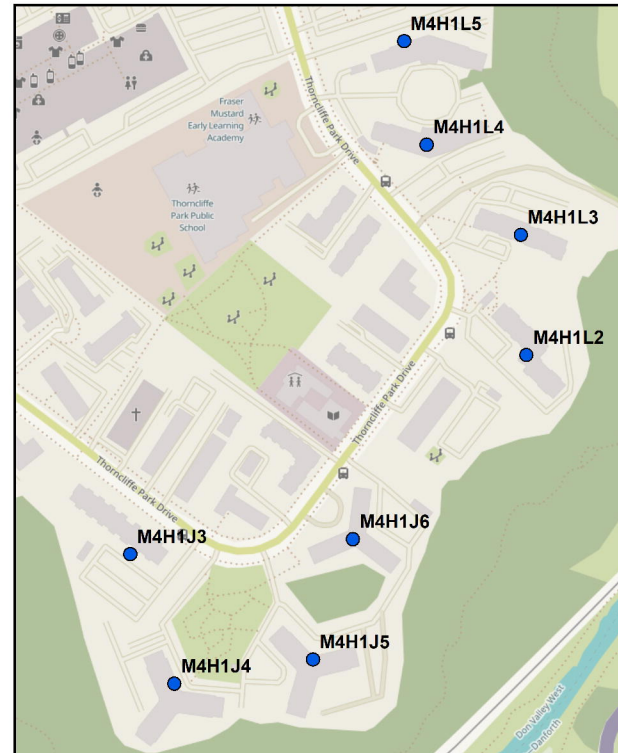 M4H1L5
Thorncliffe Park Drive
Fraser
Mustard
Early Learning
Academy
M4H1L4
Thorncliffe
Park Public
School
M4H1L3
M4H1L2
Thorncliffe Park Drive
Thorncliffe Park Drive
M4H1J6
M4H1J3
M4H1J5
M4H1J4
Don Valley West
Danforth